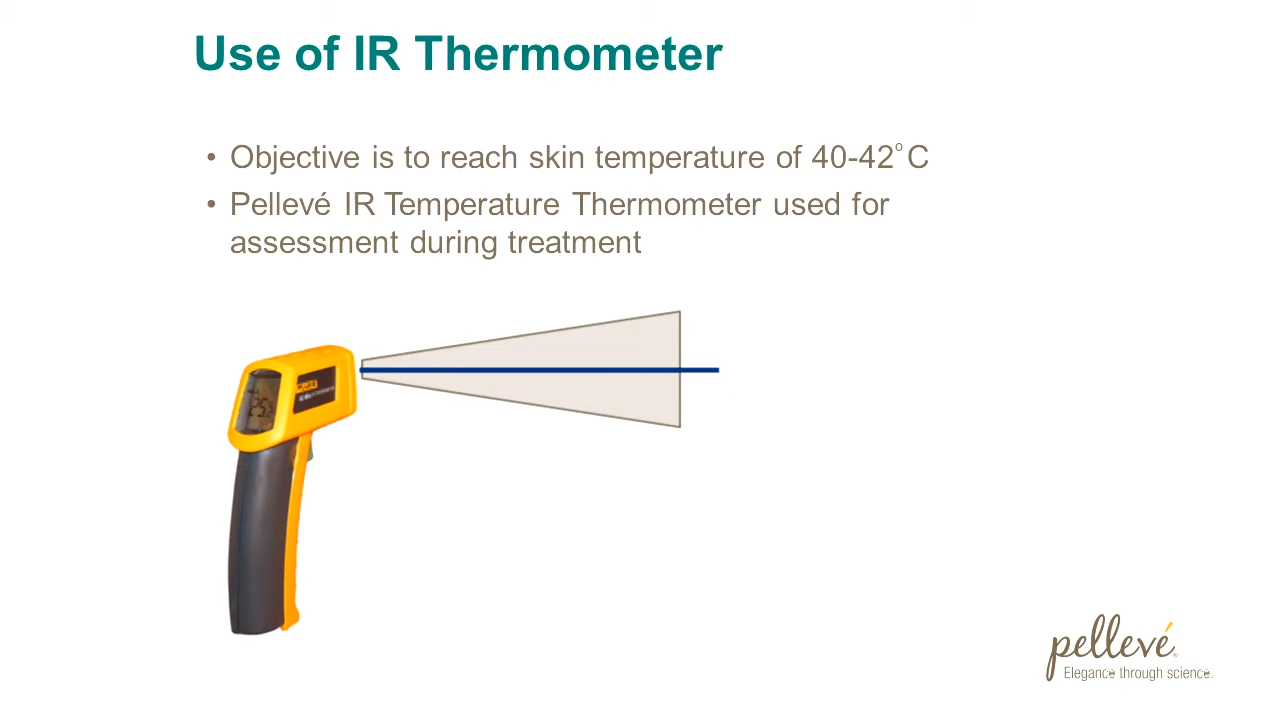 Use of IR Thermometer
• Objective is to reach skin temperature of 40-42° C
• Pellevé IR Temperature Thermometer used for
assessment during treatment
pellevé®
Elegance through science.